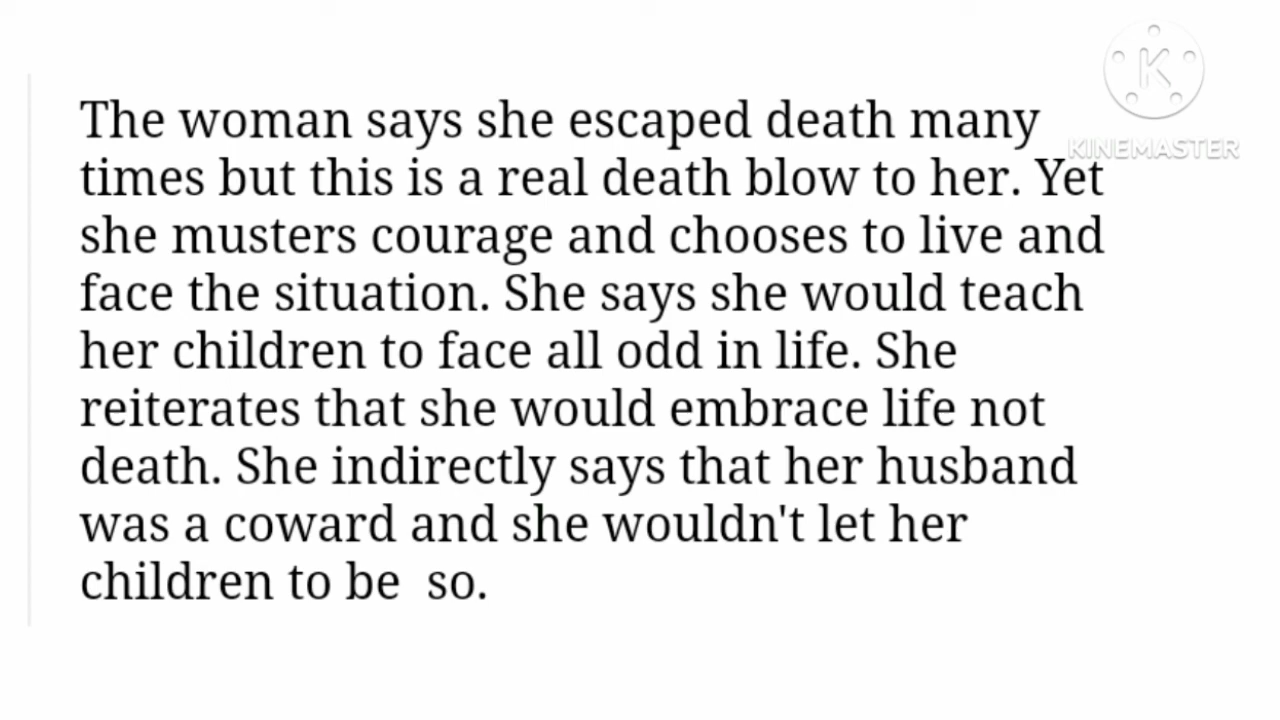 The woman says she escaped death many
KINEMASTER
times but this is a real death blow to her. Yet
she musters courage and chooses to live and
face the situation. She says she would teach
her children to face all odd in life. She
reiterates that she would embrace life not
death. She indirectly says that her husband
was a coward and she wouldn't let her
children to be  so.